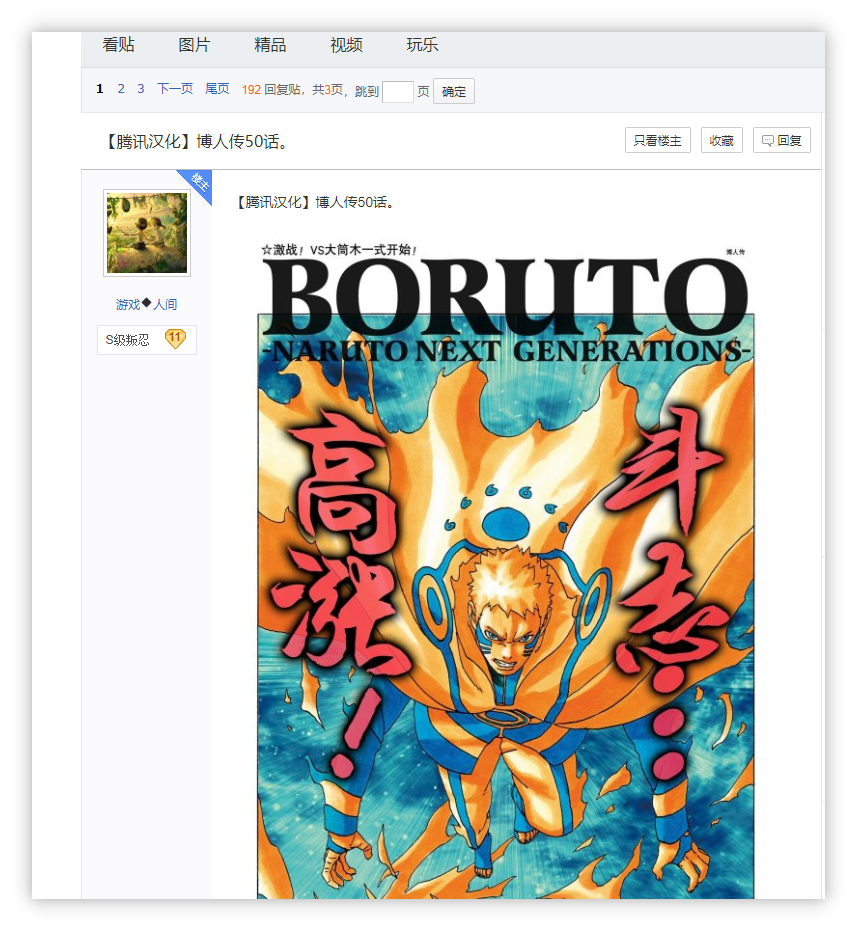 看贴 图片 精品 视频 玩乐
1 2 3 下一页 尾页 192 回复贴，共3页，跳到 页 确定
【腾讯汉化】博人传50话。 只看楼主 收藏 回复
楼主
【腾讯汉化】博人传50话。
☆激战！VS大筒木一式开始！ 博人传
BORUTO
-NARUTO NEXT GENERATIONS-
游戏◆人间
S级叛忍 11
斗志…
高涨！